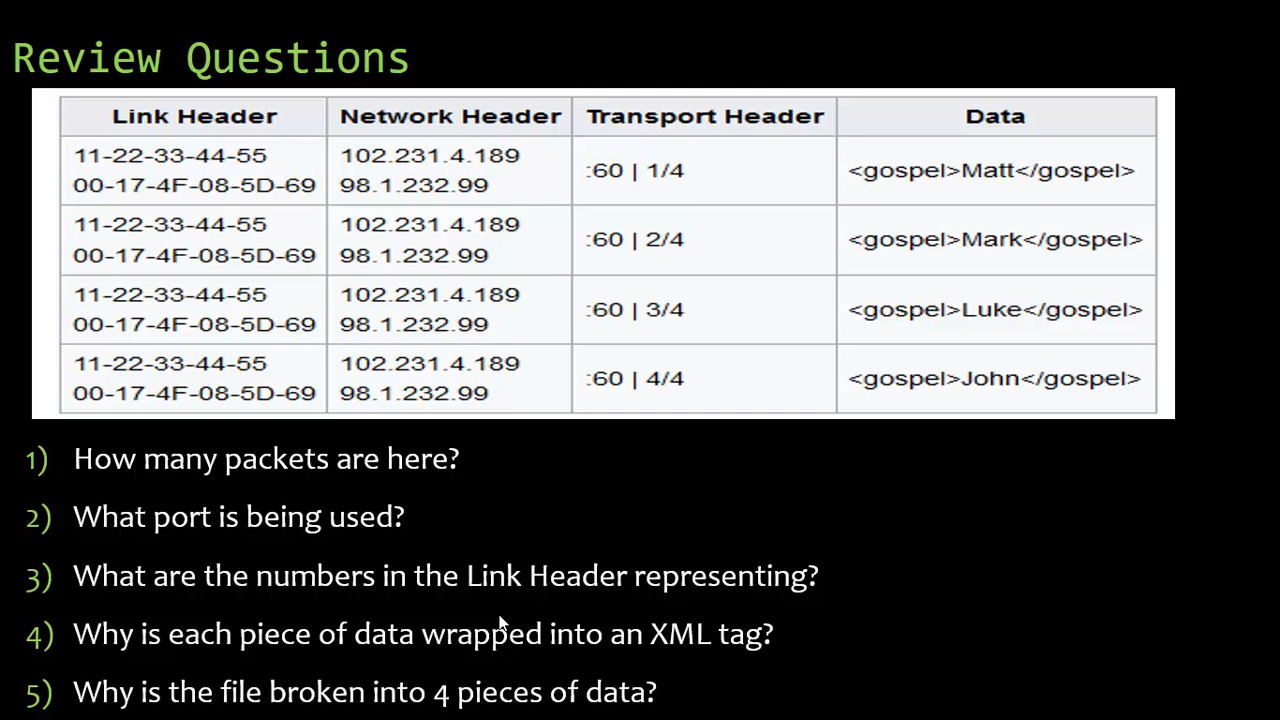 Review Questions
Link Header Network Header Transport Header Data
11-22-33-44-55 102.231.4.189
:60 | 1/4 <gospel>Matt</gospel>
00-17-4F-08-5D-69 98.1.232.99
11-22-33-44-55 102.231.4.189
:60 | 2/4 <gospel>Mark</gospel>
00-17-4F-08-5D-69 98.1.232.99
11-22-33-44-55 102.231.4.189
:60 | 3/4 <gospel>Luke</gospel>
00-17-4F-08-5D-69 98.1.232.99
11-22-33-44-55 102.231.4.189
:60 | 4/4 <gospel>John</gospel>
00-17-4F-08-5D-69 98.1.232.99
1) How many packets are here?
2) What port is being used?
3) What are the numbers in the Link Header representing?
4) Why is each piece of data wrapped into an XML tag?
5) Why is the file broken into 4 pieces of data?